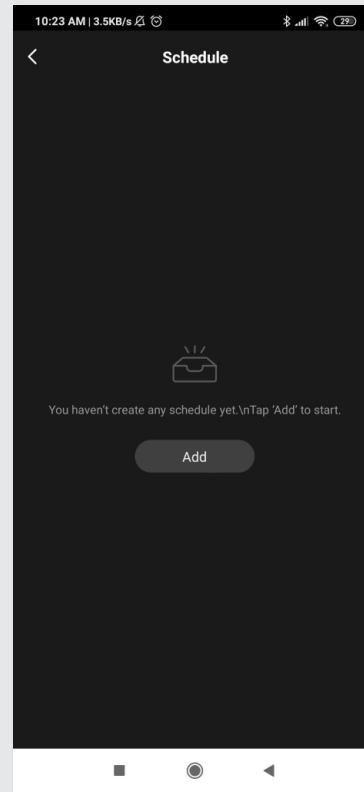 10:23 AM | 3.5KB/s 29
Schedule
You haven't create any schedule yet.\nTap 'Add' to start.
Add